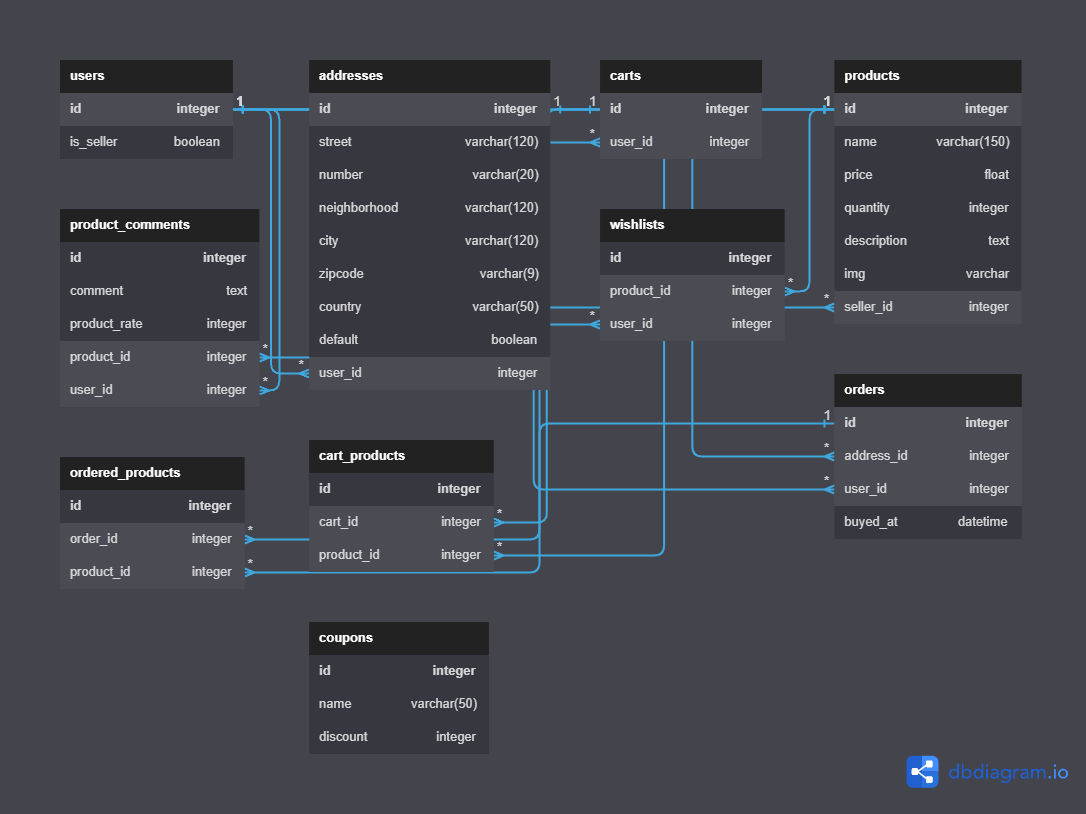 users
id integer
is_seller boolean
addresses
id integer
street varchar(120)
number varchar(20)
neighborhood varchar(120)
city varchar(120)
zipcode varchar(9)
country varchar(50)
default boolean
user_id integer
carts
id integer
user_id integer
products
id integer
name varchar(150)
price float
quantity integer
description text
img varchar
seller_id integer
product_comments
id integer
comment text
product_rate integer
product_id integer
user_id integer
wishlists
id integer
product_id integer
user_id integer
orders
id integer
address_id integer
user_id integer
buyed_at datetime
ordered_products
id integer
order_id integer
product_id integer
cart_products
id integer
cart_id integer
product_id integer
coupons
id integer
name varchar(50)
discount integer
1
1
1
1
1
*
*
*
*
*
*
*
*
*
*
*
*
*
dbdiagram.io